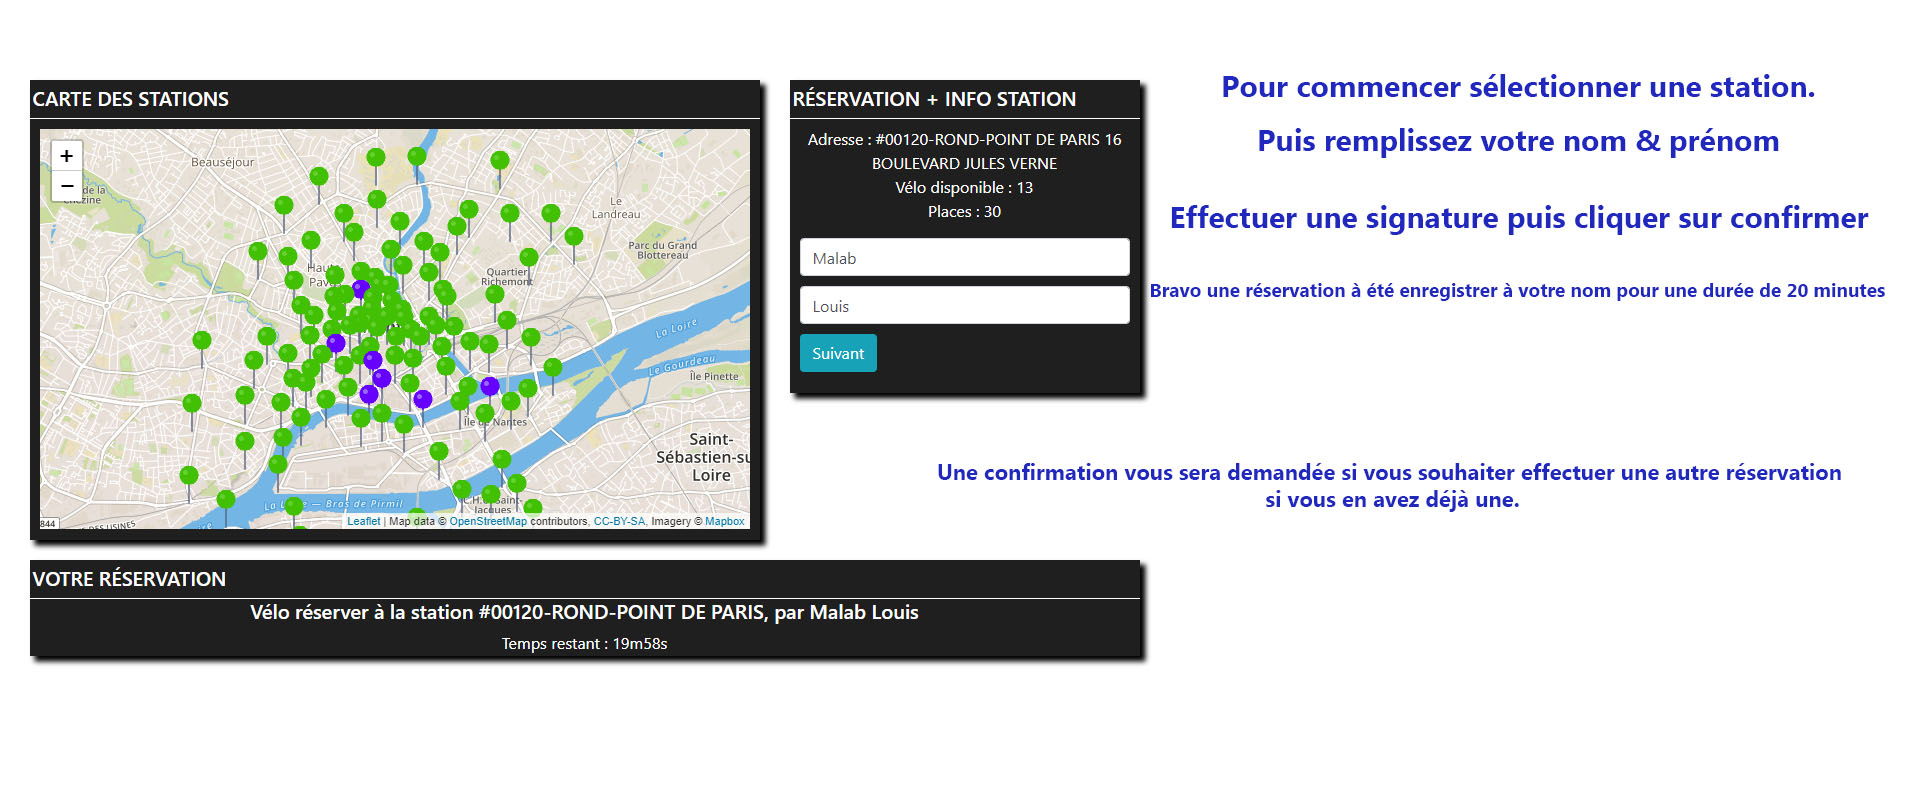 CARTE DES STATIONS
+
−
Beauséjour
de la
Le
Landreau
Parc du Grand
Blottereau
Quartier
Richemont
La Loire
Le Gourdeau
Île Pinette
Île de Nantes
Saint-
Sébastien-su
Loire
La Loire — Bras de Pirmil
C.H.U. Saint-
Jacques
844
DES USINES
Leaflet | Map data © OpenStreetMap contributors, CC-BY-SA, Imagery © Mapbox
RÉSERVATION + INFO STATION
Adresse : #00120-ROND-POINT DE PARIS 16
BOULEVARD JULES VERNE
Vélo disponible : 13
Places : 30
Malab
Louis
Suivant
Pour commencer sélectionner une station.
Puis remplissez votre nom & prénom
Effectuer une signature puis cliquer sur confirmer
Bravo une réservation à été enregistrer à votre nom pour une durée de 20 minutes
Une confirmation vous sera demandée si vous souhaiter effectuer une autre réservation
si vous en avez déjà une.
VOTRE RÉSERVATION
Vélo réserver à la station #00120-ROND-POINT DE PARIS, par Malab Louis
Temps restant : 19m58s